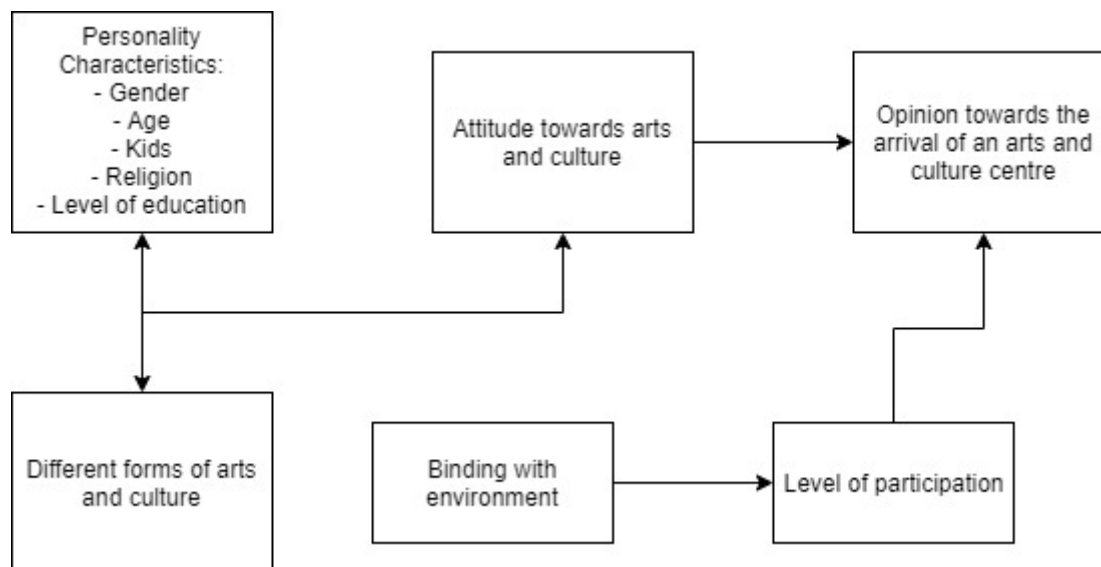 Personality
Characteristics:
- Gender
- Age
- Kids
- Religion
- Level of education
Attitude towards arts
and culture
Opinion towards the
arrival of an arts and
culture centre
Different forms of arts
and culture
Binding with
environment
Level of participation